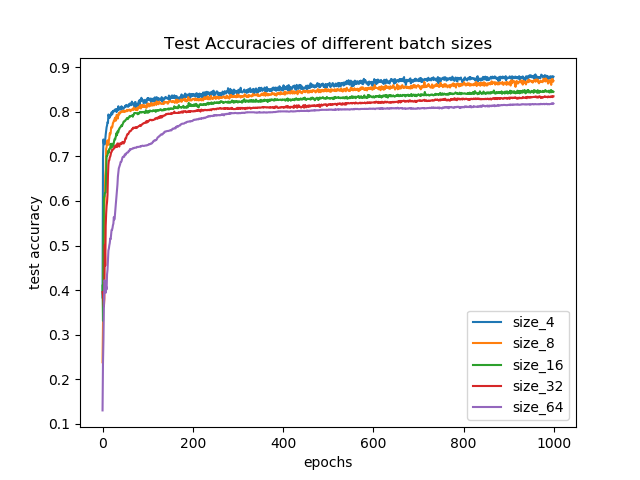 Test Accuracies of different batch sizes
0.9
0.8
0.7
0.6
0.5
0.4
0.3
0.2
0.1
test accuracy
size_4
size_8
size_16
size_32
size_64
0 200 400 600 800 1000
epochs